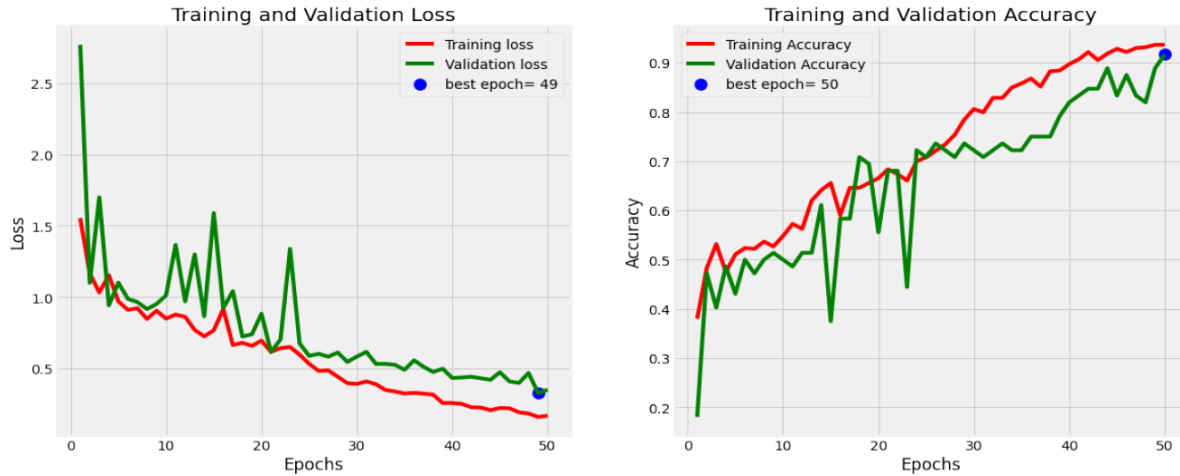 Training and Validation Loss
Training loss
Validation loss
best epoch= 49
2.5
2.0
1.5
1.0
0.5
Loss
0
10
20
30
40
50
Epochs
Training and Validation Accuracy
Training Accuracy
Validation Accuracy
best epoch= 50
0.9
0.8
0.7
0.6
0.5
0.4
0.3
0.2
Accuracy
0
10
20
30
40
50
Epochs